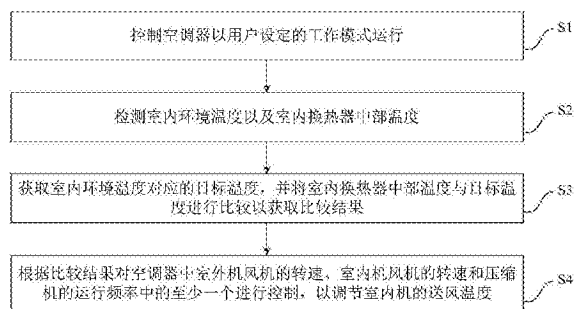 控制空调器以用户设定的工作模式运行
S1
检测室内环境温度以及室内换热器中部温度
S2
获取室内环境温度对应的目标温度，并将室内换热器中部温度与目标温
度进行比较以获取比较结果
S3
根据比较结果对空调器中室外机风机的转速、室内机风机的转速和压缩
机的运行频率中的至少一个进行控制，以调节室内机的送风温度
S4